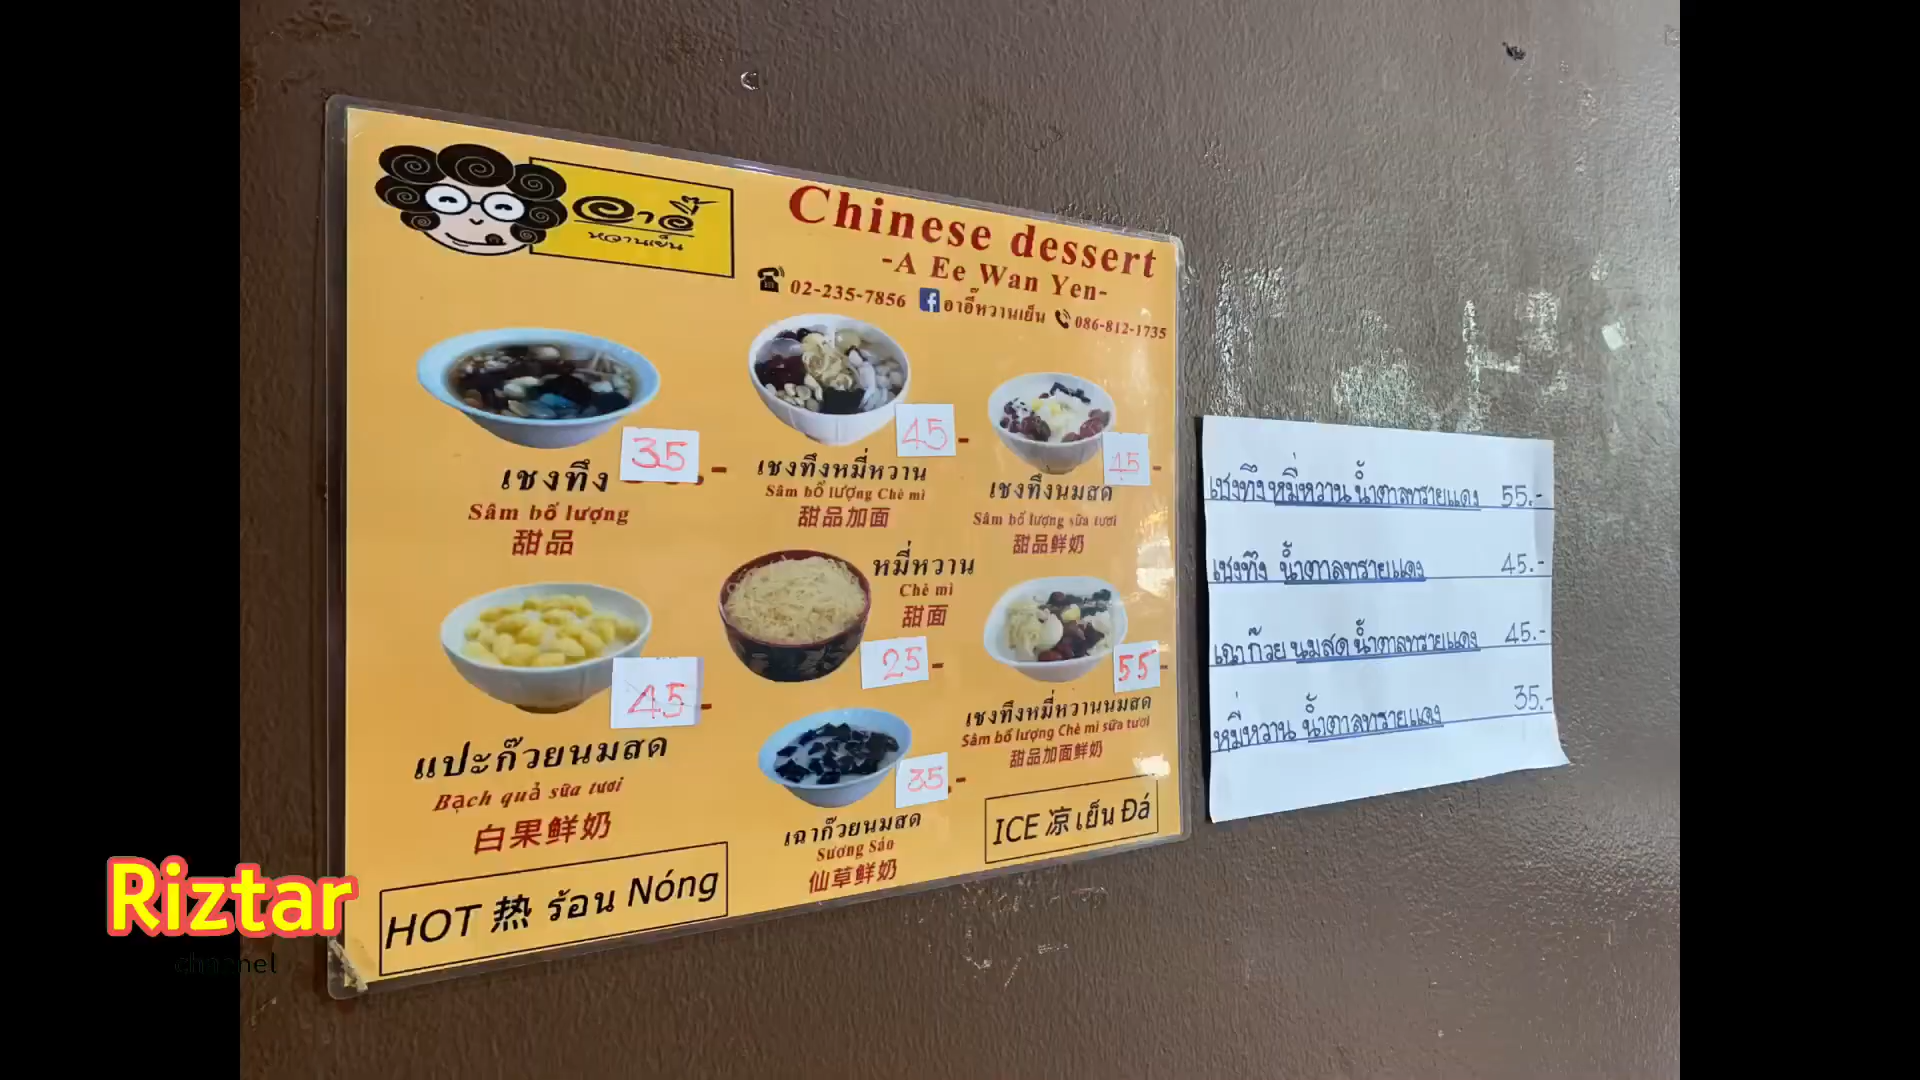 อาอี๊
หวานเย็น
Chinese dessert
-A Ee Wan Yen-
02-235-7856 อาอี๊หวานเย็น 086-812-1735
35
เชงทึง
Sâm bổ lượng
甜品
45
เชงทึงหมี่หวาน
Sâm bổ lượng Chè mì
甜品加面
45
เชงทึงนมสด
Sâm bổ lượng sữa tươi
甜品鲜奶
45
แปะก๊วยนมสด
Bạch quả sữa tươi
白果鲜奶
หมี่หวาน
Chè mì
甜面
25
55
เชงทึงหมี่หวานนมสด
Sâm bổ lượng Chè mì sữa tươi
甜品加面鲜奶
35
เฉาก๊วยนมสด
Sương Sáo
仙草鲜奶
HOT 热 ร้อน Nóng
ICE 凉 เย็น Đá
เชงทึงหมี่หวาน น้ำตาลทรายแดง 55.-
เชงทึง น้ำตาลทรายแดง 45.-
เฉาก๊วย นมสด น้ำตาลทรายแดง 45.-
หมี่หวาน น้ำตาลทรายแดง 35.-
Riztar
channel